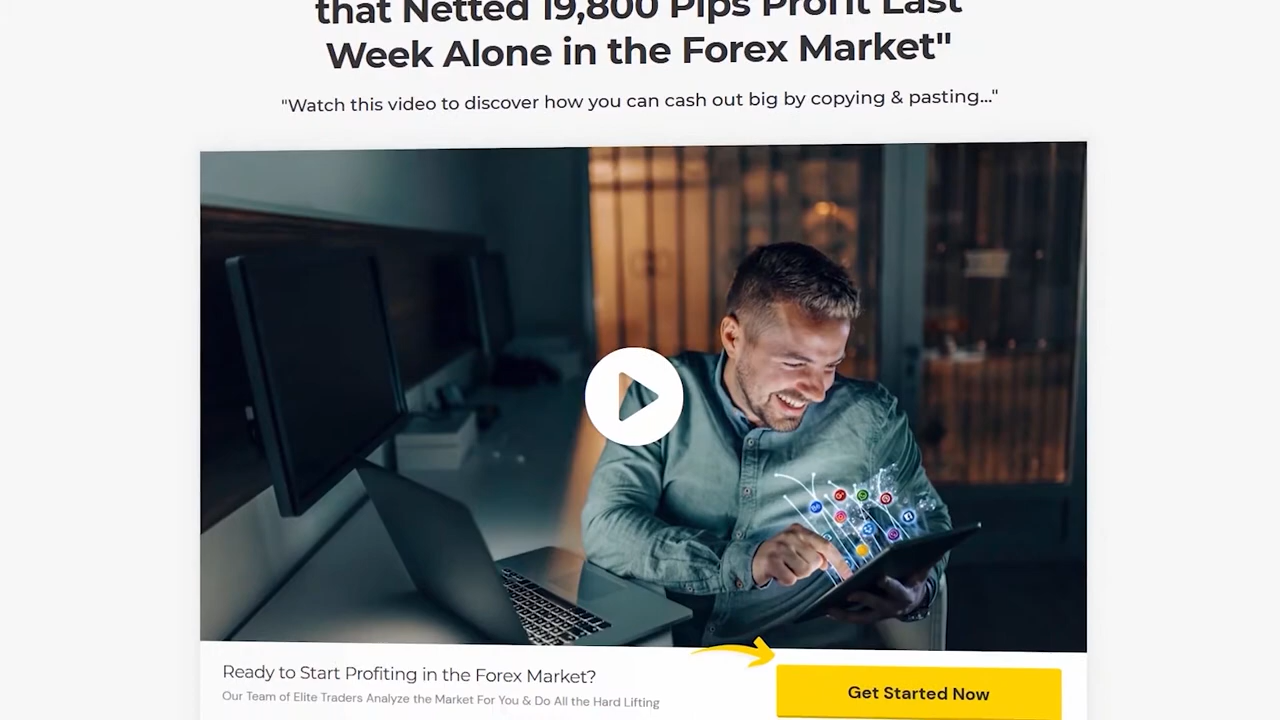 that Netted 19,800 Pips Profit Last
Week Alone in the Forex Market"
"Watch this video to discover how you can cash out big by copying & pasting..."
Ready to Start Profiting in the Forex Market?
Our Team of Elite Traders Analyze the Market For You & Do All the Hard Lifting
Get Started Now